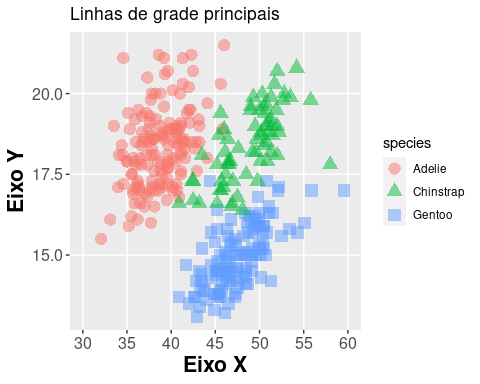 Linhas de grade principais
Eixo Y
20.0
17.5
15.0
30 35 40 45 50 55 60
Eixo X
species
Adelie
Chinstrap
Gentoo